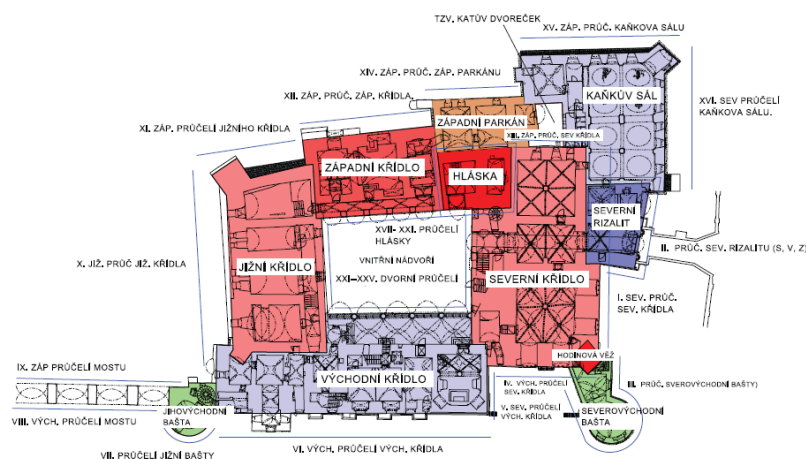 TZV. KATŮV DVOREČEK
XV. ZÁP. PRŮČ. KAŇKOVA SÁLU
XIV. ZÁP. PRŮČ. ZÁP. PARKÁNU
XII. ZÁP. PRŮČ. ZÁP. KŘÍDLA.
KAŇKŮV SÁL
XVI. SEV PRŮČELÍ
KAŇKOVA SÁLU.
XI. ZÁP. PRŮČELÍ JIŽNÍHO KŘÍDLA
ZÁPADNÍ PARKÁN
XIII. ZÁP. PRŮČ. SEV KŘÍDLA
ZÁPADNÍ KŘÍDLO
HLÁSKA
SEVERNÍ
RIZALIT
XVII- XXI. PRŮČELÍ
HLÁSKY
II. PRŮČ. SEV. RIZALITU (S, V, Z)
X. JIŽ. PRŮČ JIŽ. KŘÍDLA
JIŽNÍ KŘÍDLO
VNITŘNÍ NÁDVOŘÍ
XXI-XXV. DVORNÍ PRŮČELÍ
SEVERNÍ KŘÍDLO
I. SEV. PRŮČ.
SEV. KŘÍDLA
HODINOVÁ VĚŽ
IX. ZÁP PRŮČELÍ MOSTU
VÝCHODNÍ KŘÍDLO
IV. VÝCH. PRŮČELÍ
SEV. KŘÍDLA
III. PRŮČ. SVEROVÝCHODNÍ BAŠTY)
JIHOVÝCHODNÍ
BAŠTA
V. SEV. PRŮČELÍ
VÝCH. KŘÍDLA
SEVEROVÝCHODNÍ
BAŠTA
VIII. VÝCH. PRŮČELÍ MOSTU
VI. VÝCH. PRŮČELÍ VÝCH. KŘÍDLA
VII. PRŮČELÍ JIŽNÍ BAŠTY